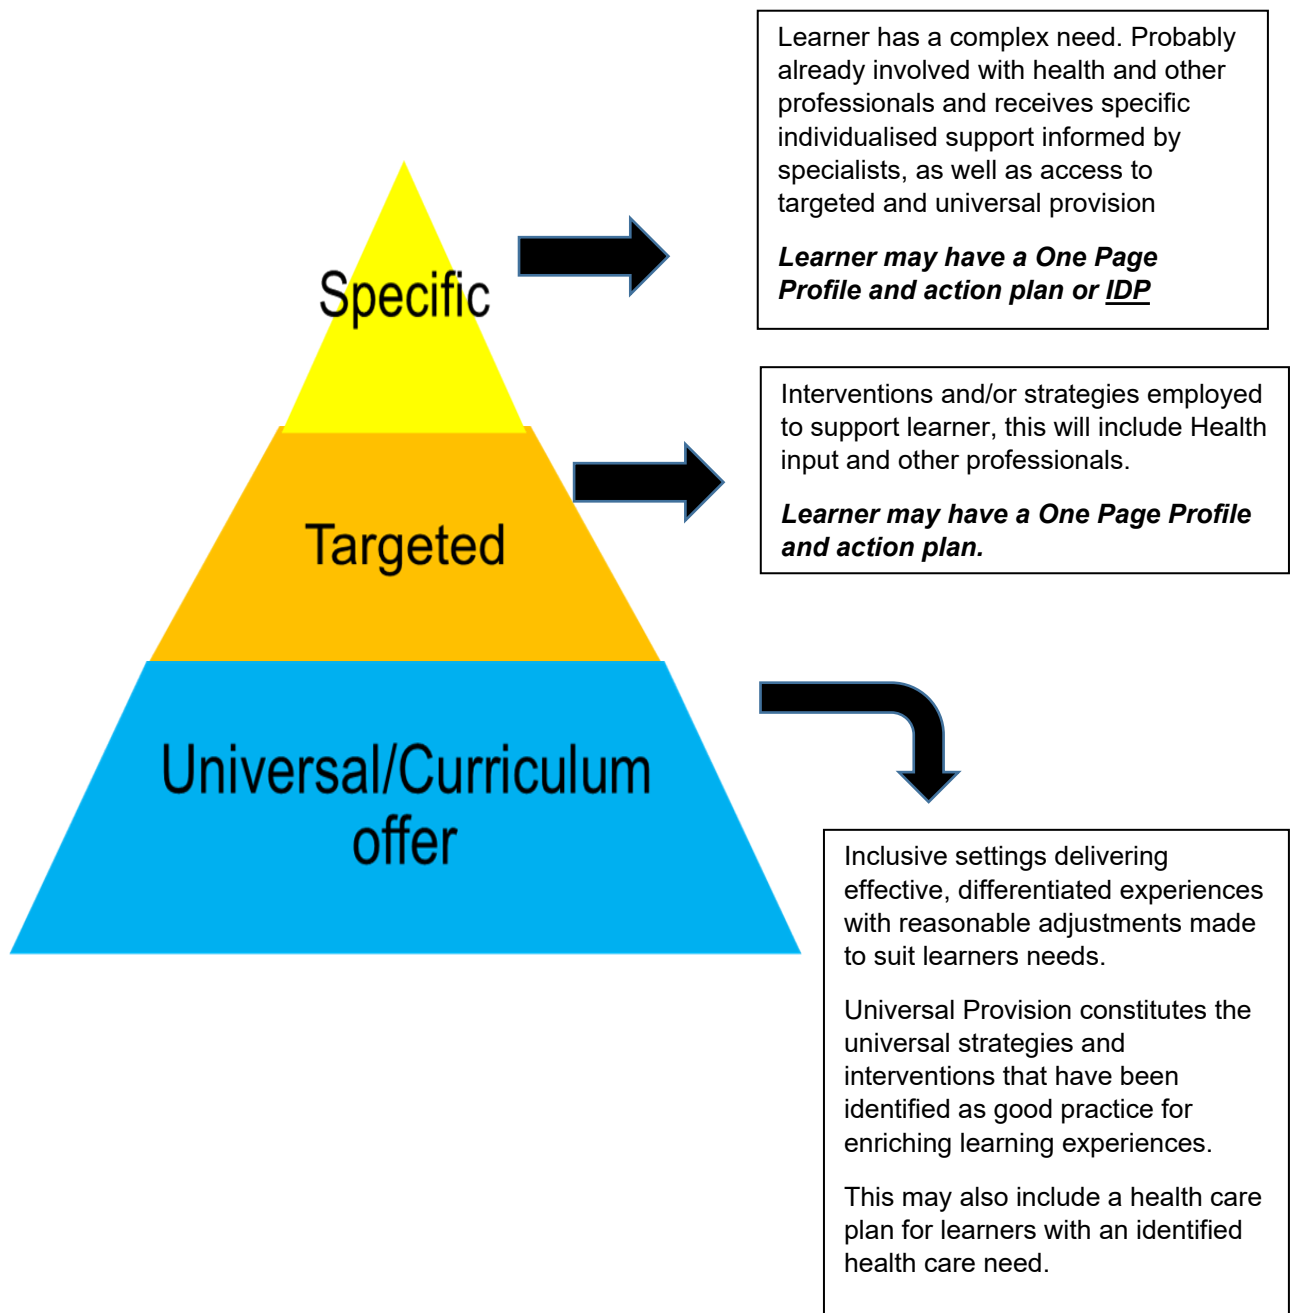 Learner has a complex need. Probably
already involved with health and other
professionals and receives specific
individualised support informed by
specialists, as well as access to
targeted and universal provision
Learner may have a One Page
Profile and action plan or IDP
Specific
Interventions and/or strategies employed
to support learner, this will include Health
input and other professionals.
Learner may have a One Page Profile
and action plan.
Targeted
Universal/Curriculum
offer
Inclusive settings delivering
effective, differentiated experiences
with reasonable adjustments made
to suit learners needs.
Universal Provision constitutes the
universal strategies and
interventions that have been
identified as good practice for
enriching learning experiences.
This may also include a health care
plan for learners with an identified
health care need.